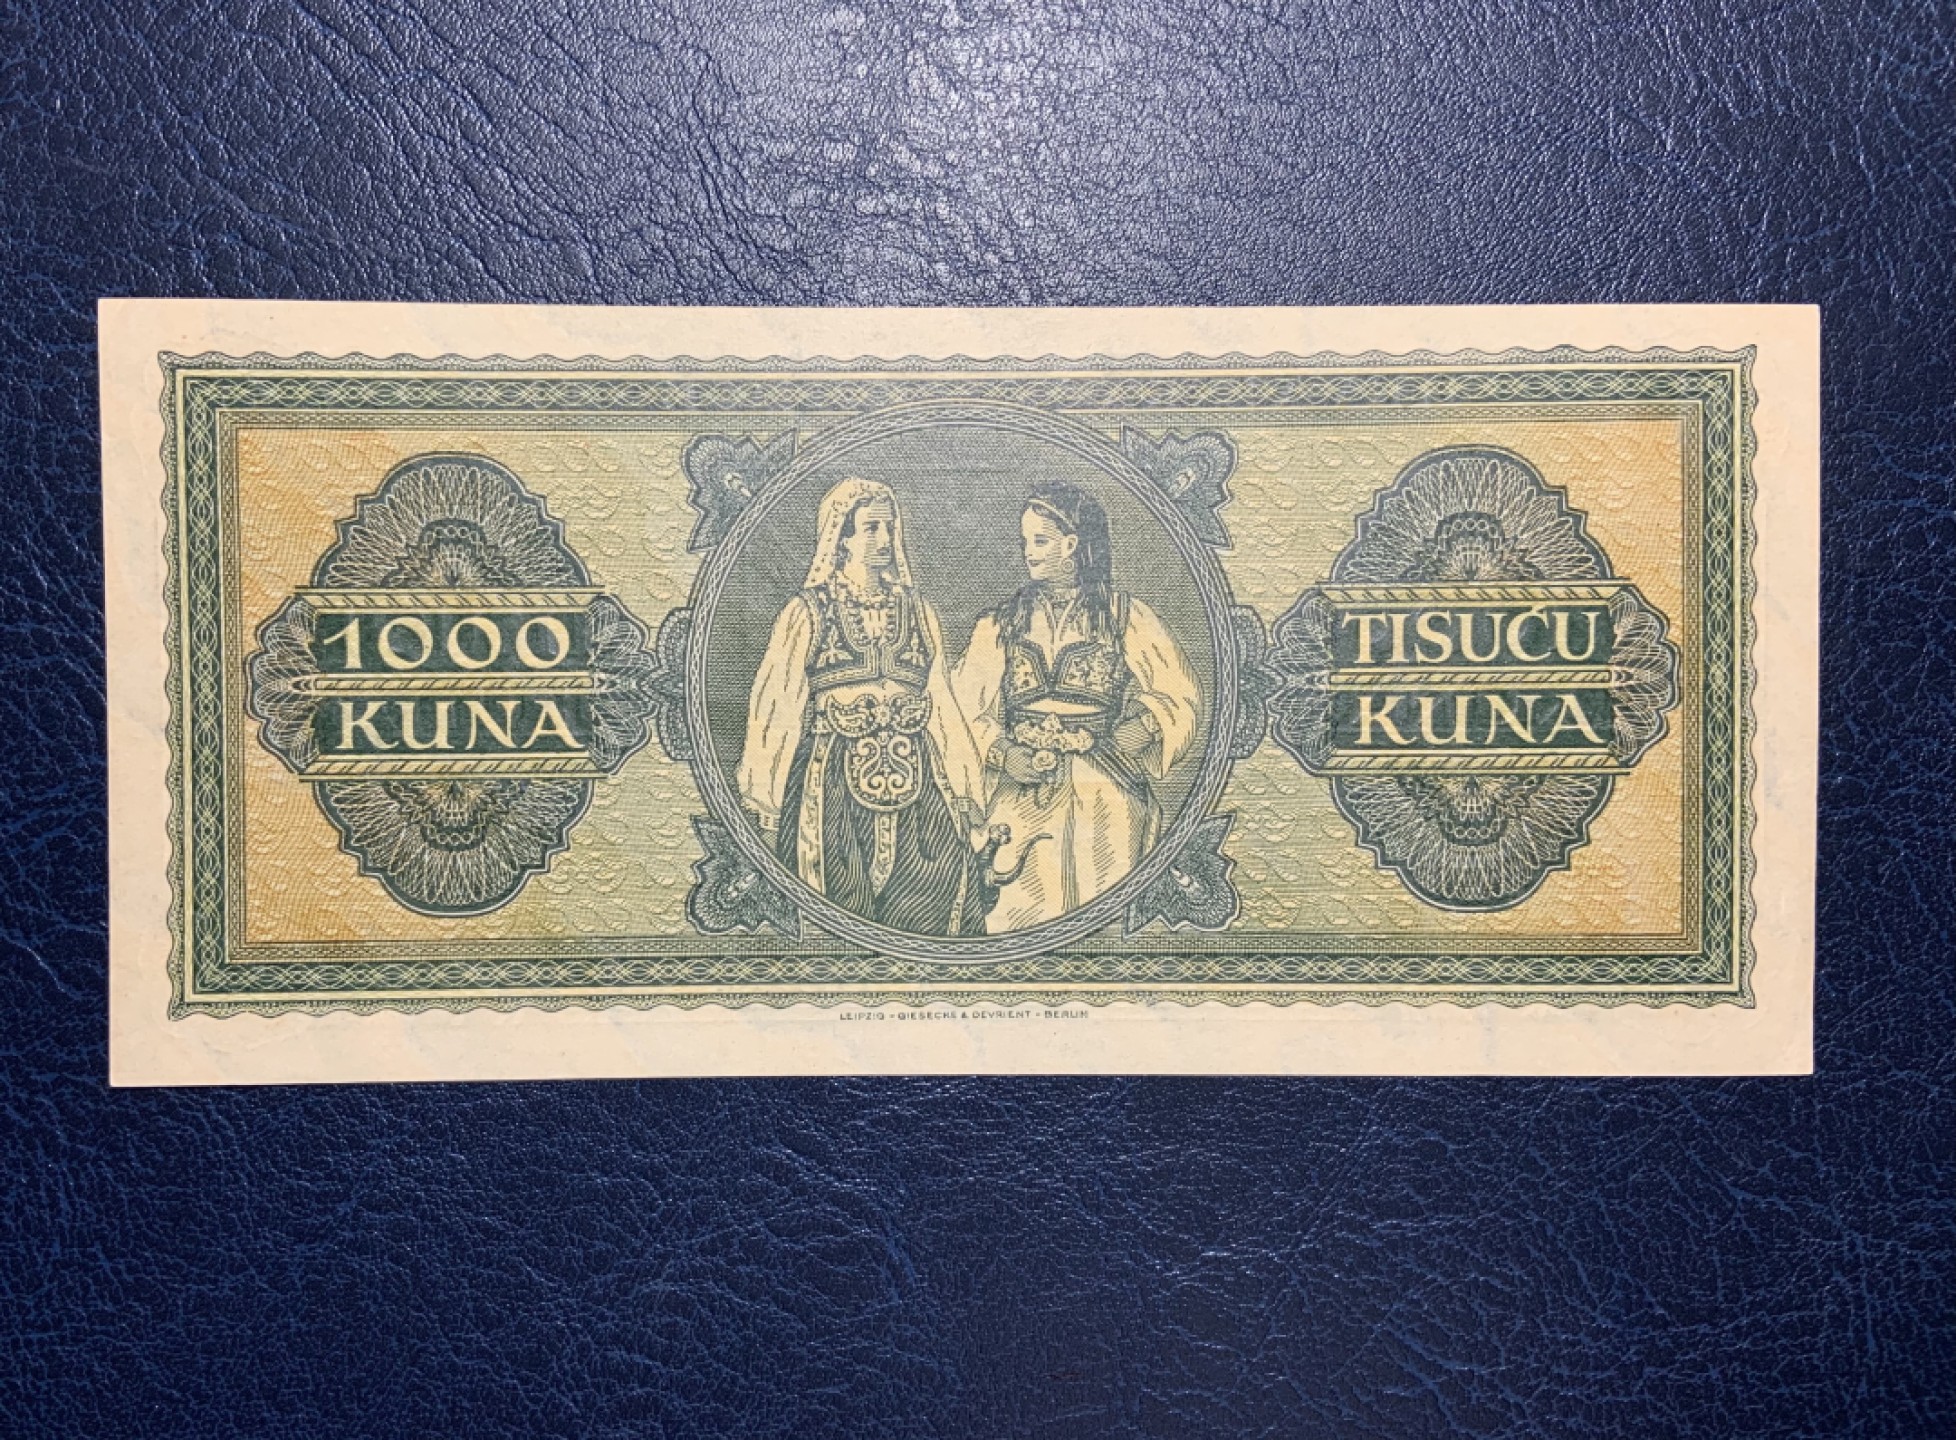 1000
KUNA
TISUĆU
KUNA
LEIPZIG - GIESECKE & DEVRIENT - BERLIN